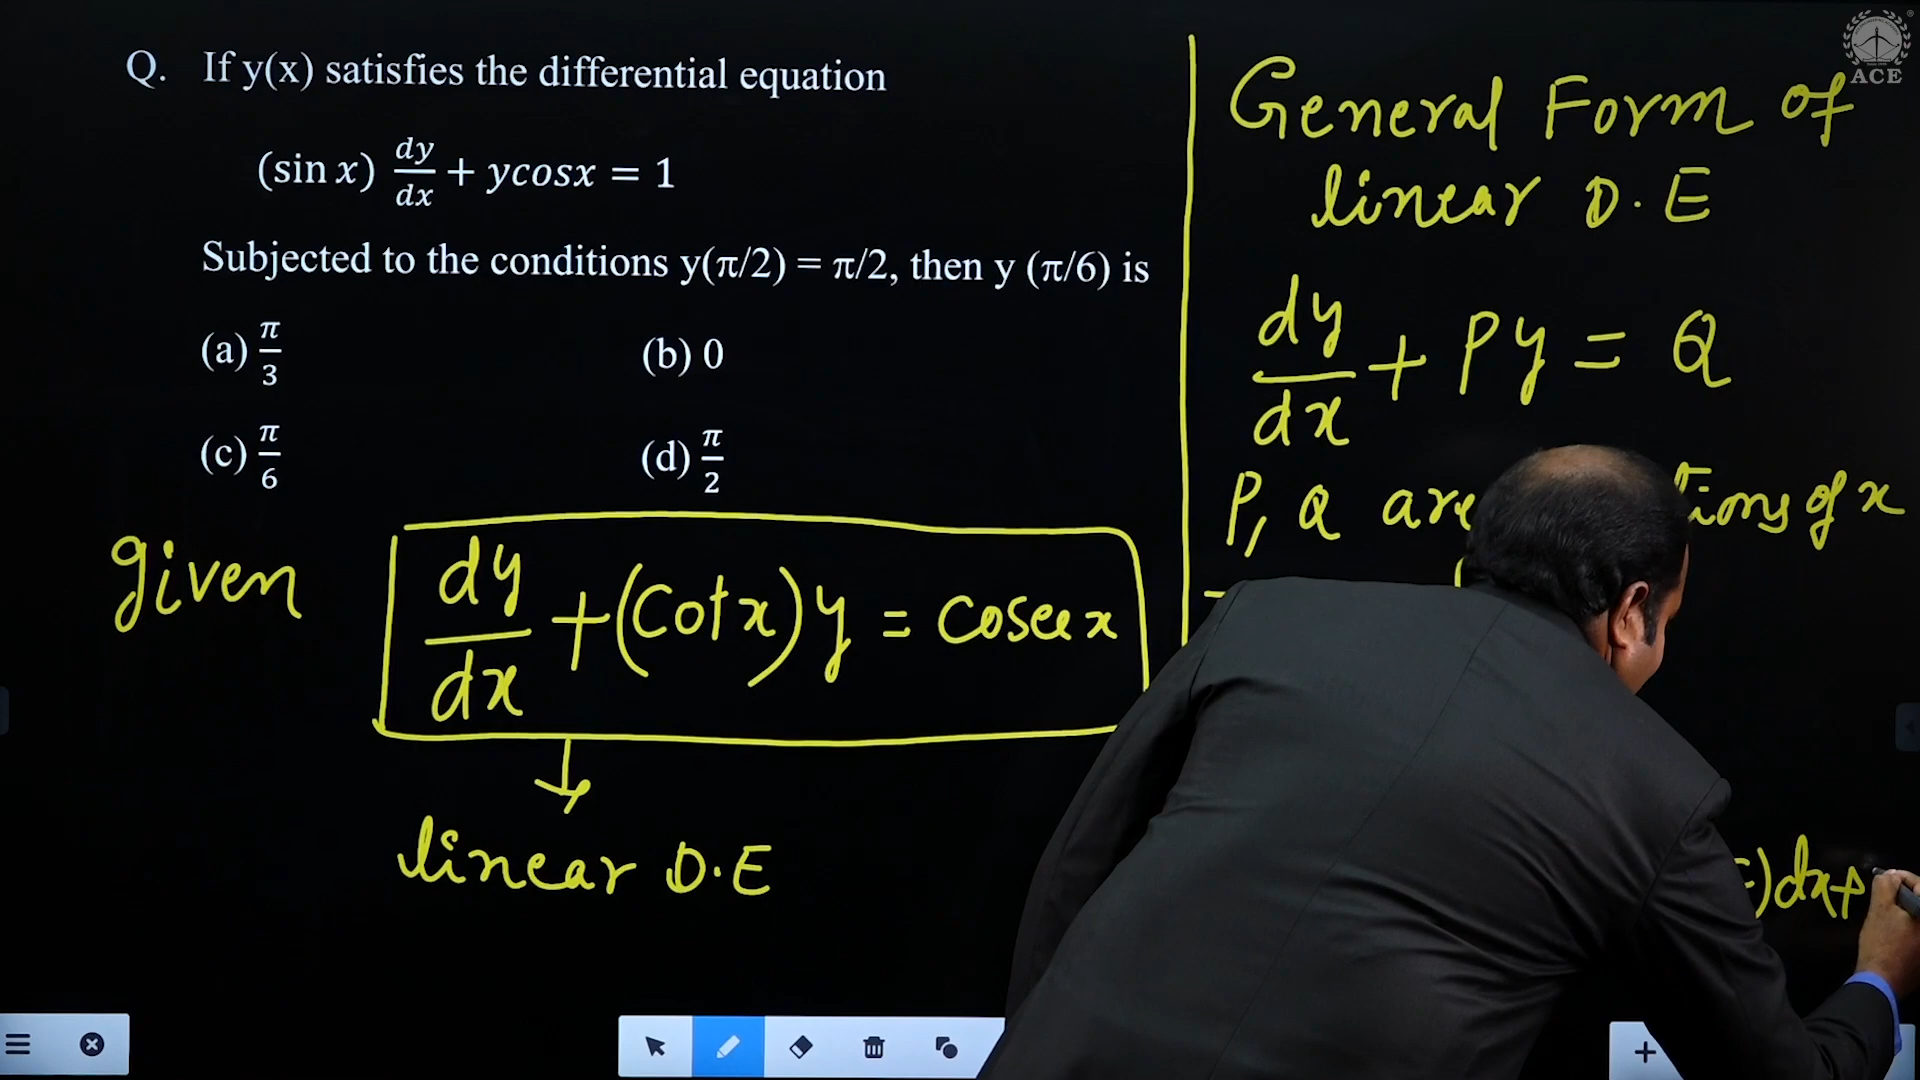 Q. If y(x) satisfies the differential equation
(sin x) dy/dx + ycosx = 1
Subjected to the conditions y(π/2) = π/2, then y (π/6) is
(a) π/3 (b) 0
(c) π/6 (d) π/2
given dy/dx + (Cot x) y = cosec x
linear D.E
General Form of
linear D.E
dy/dx + Py = Q
P, Q are of x
) dx +
ACE